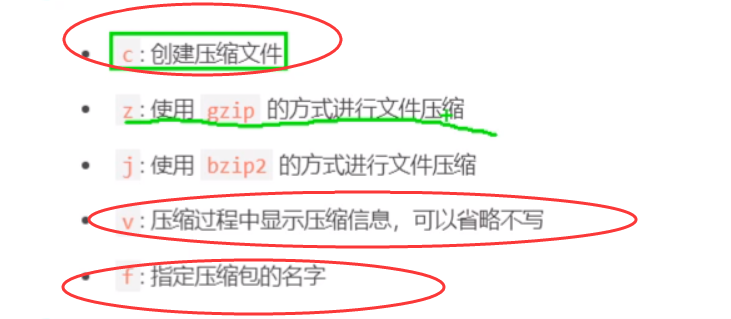 c : 创建压缩文件
z : 使用 gzip 的方式进行文件压缩
j : 使用 bzip2 的方式进行文件压缩
v : 压缩过程中显示压缩信息，可以省略不写
f : 指定压缩包的名字